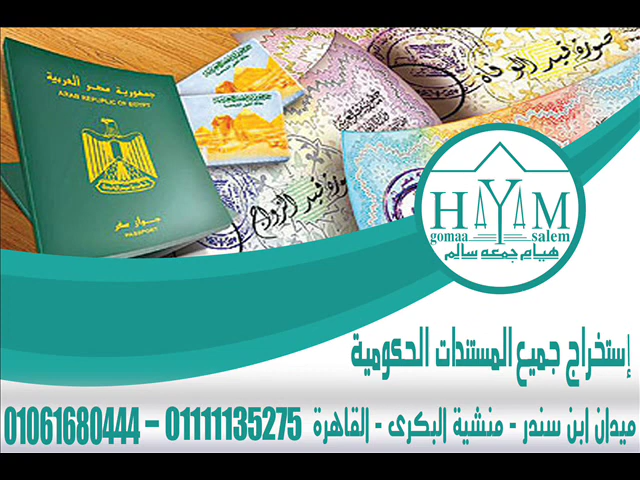 جمهورية مصر العربية
ARAB REPUBLIC OF EGYPT
جواز سفر
PASSPORT
صورة قيد الوفاة
صورة قيد الزواج
HAYAM
gomaa salem
هيام جمعه سالم
إستخراج جميع المستندات الحكومية
ميدان ابن سندر - منشية البكرى - القاهرة 01111135275 – 01061680444